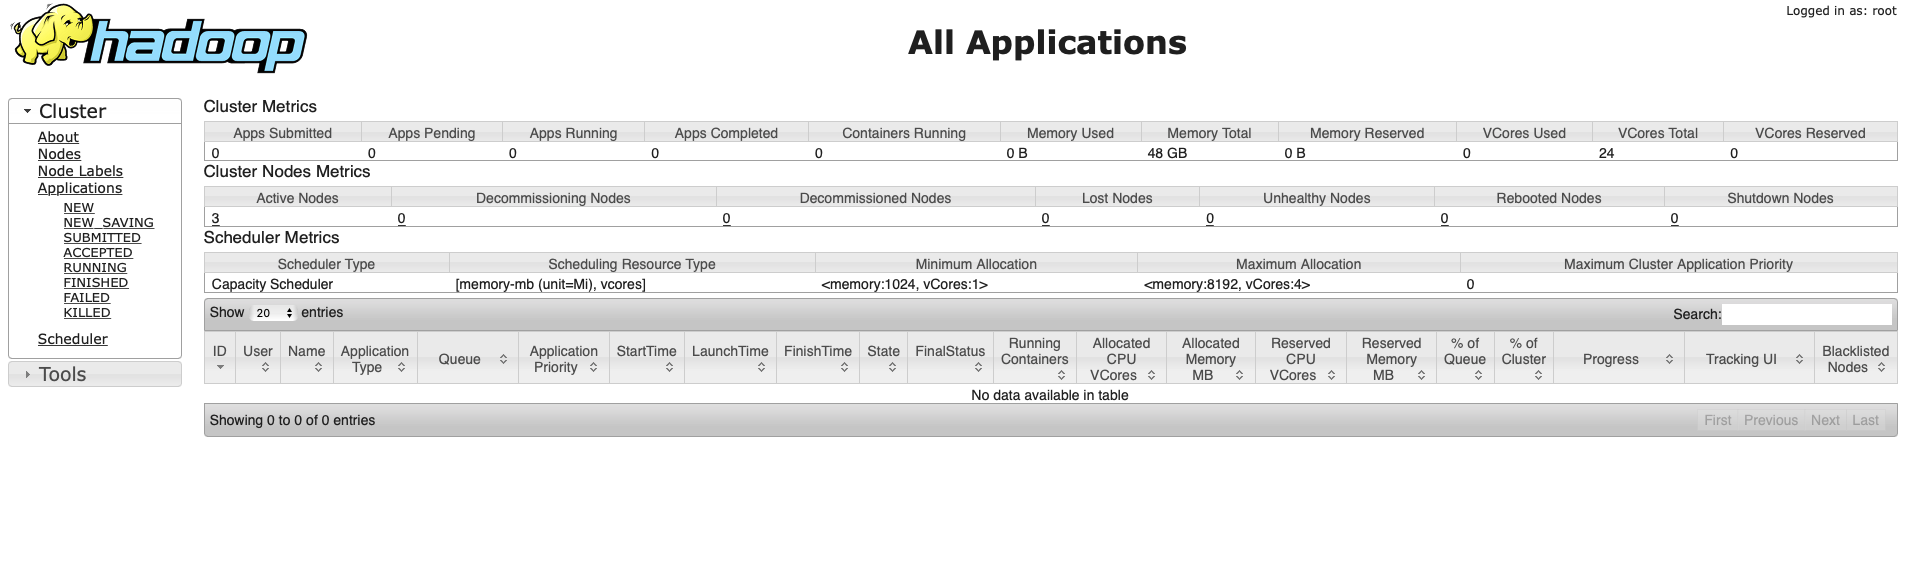 Logged in as: root
hadoop
All Applications
Cluster
About
Nodes
Node Labels
Applications
NEW
NEW_SAVING
SUBMITTED
ACCEPTED
RUNNING
FINISHED
FAILED
KILLED
Scheduler
Tools
Cluster Metrics
Apps Submitted Apps Pending Apps Running Apps Completed Containers Running Memory Used Memory Total Memory Reserved VCores Used VCores Total VCores Reserved
0 0 0 0 0 0 B 48 GB 0 B 0 24 0
Cluster Nodes Metrics
Active Nodes Decommissioning Nodes Decommissioned Nodes Lost Nodes Unhealthy Nodes Rebooted Nodes Shutdown Nodes
3 0 0 0 0 0 0
Scheduler Metrics
Scheduler Type Scheduling Resource Type Minimum Allocation Maximum Allocation Maximum Cluster Application Priority
Capacity Scheduler [memory-mb (unit=Mi), vcores] <memory:1024, vCores:1> <memory:8192, vCores:4> 0
Show 20 entries Search:
ID User Name Application Type Queue Application Priority StartTime LaunchTime FinishTime State FinalStatus Running Containers Allocated CPU VCores Allocated Memory MB Reserved CPU VCores Reserved Memory MB % of Queue % of Cluster Progress Tracking UI Blacklisted Nodes
No data available in table
Showing 0 to 0 of 0 entries First Previous Next Last